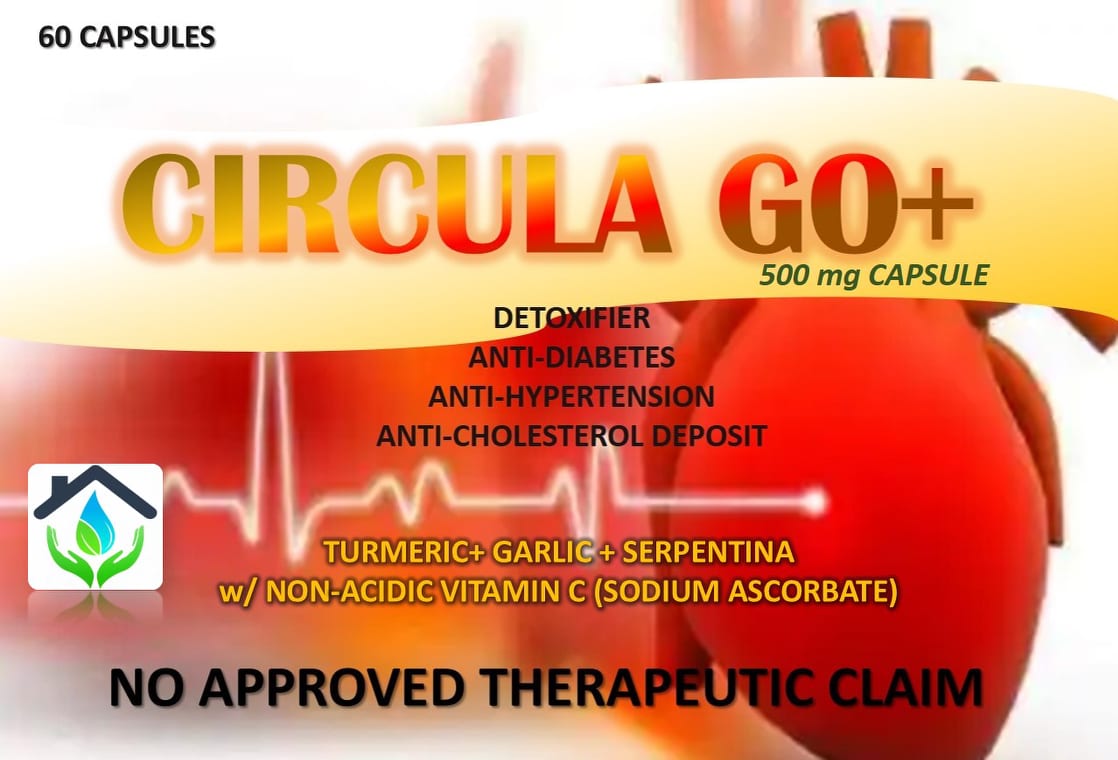 60 CAPSULES
CIRCULA GO+
500 mg CAPSULE
DETOXIFIER
ANTI-DIABETES
ANTI-HYPERTENSION
ANTI-CHOLESTEROL DEPOSIT
TURMERIC+ GARLIC + SERPENTINA
w/ NON-ACIDIC VITAMIN C (SODIUM ASCORBATE)
NO APPROVED THERAPEUTIC CLAIM